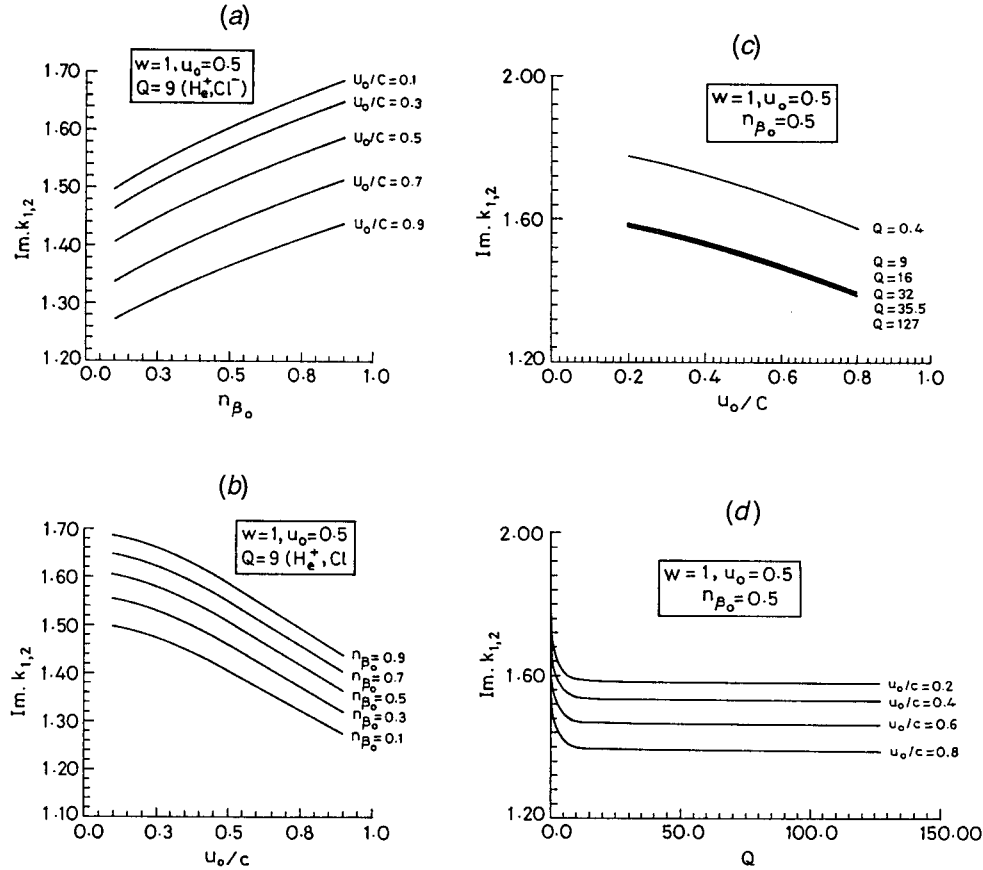 (a)
w=1, u₀=0.5
Q=9 (Hₑ⁺, Cl⁻)
1.70
1.60
1.50
1.40
1.30
1.20
Im. k₁,₂
u₀/C=0.1
u₀/C=0.3
u₀/C=0.5
u₀/C=0.7
u₀/C=0.9
0.0 0.3 0.5 0.8 1.0
n_β₀
(c)
w=1, u₀=0.5
n_β₀=0.5
2.00
1.60
1.20
Im. k₁,₂
Q=0.4
Q=9
Q=16
Q=32
Q=35.5
Q=127
0.0 0.2 0.4 0.6 0.8 1.0
u₀/C
(b)
w=1, u₀=0.5
Q=9 (Hₑ⁺, Cl
1.70
1.60
1.50
1.40
1.30
1.20
1.10
Im. k₁,₂
n_β₀=0.9
n_β₀=0.7
n_β₀=0.5
n_β₀=0.3
n_β₀=0.1
0.0 0.3 0.5 0.8 1.0
u₀/c
(d)
w=1, u₀=0.5
n_β₀=0.5
2.00
1.60
1.20
Im. k₁,₂
u₀/c=0.2
u₀/c=0.4
u₀/c=0.6
u₀/c=0.8
0.0 50.0 100.0 150.00
Q